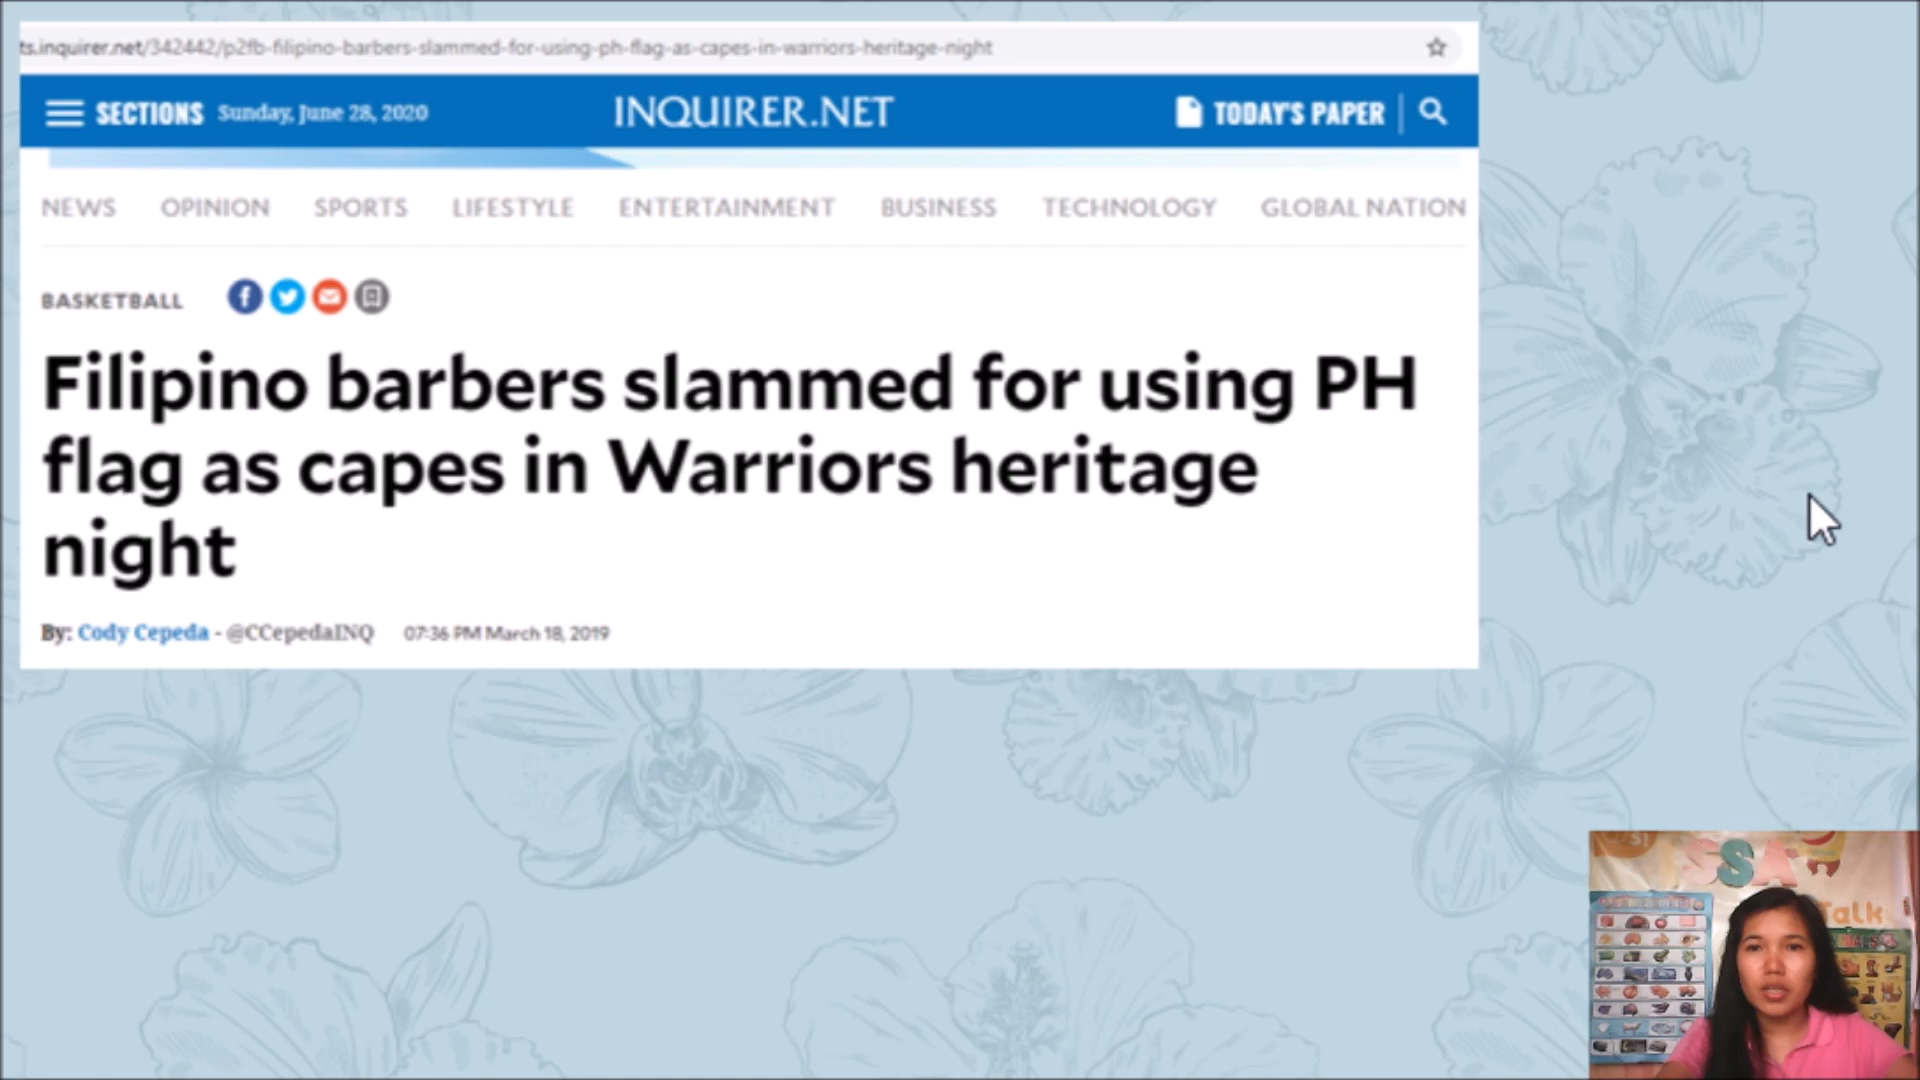 ts.inquirer.net/342442/p2fb-filipino-barbers-slammed-for-using-ph-flag-as-capes-in-warriors-heritage-night
SECTIONS Sunday, June 28, 2020 INQUIRER.NET TODAY'S PAPER
NEWS OPINION SPORTS LIFESTYLE ENTERTAINMENT BUSINESS TECHNOLOGY GLOBAL NATION
BASKETBALL
Filipino barbers slammed for using PH
flag as capes in Warriors heritage
night
By: Cody Cepeda - @CCepedaINQ 07:36 PM March 18, 2019
SSA
Talk